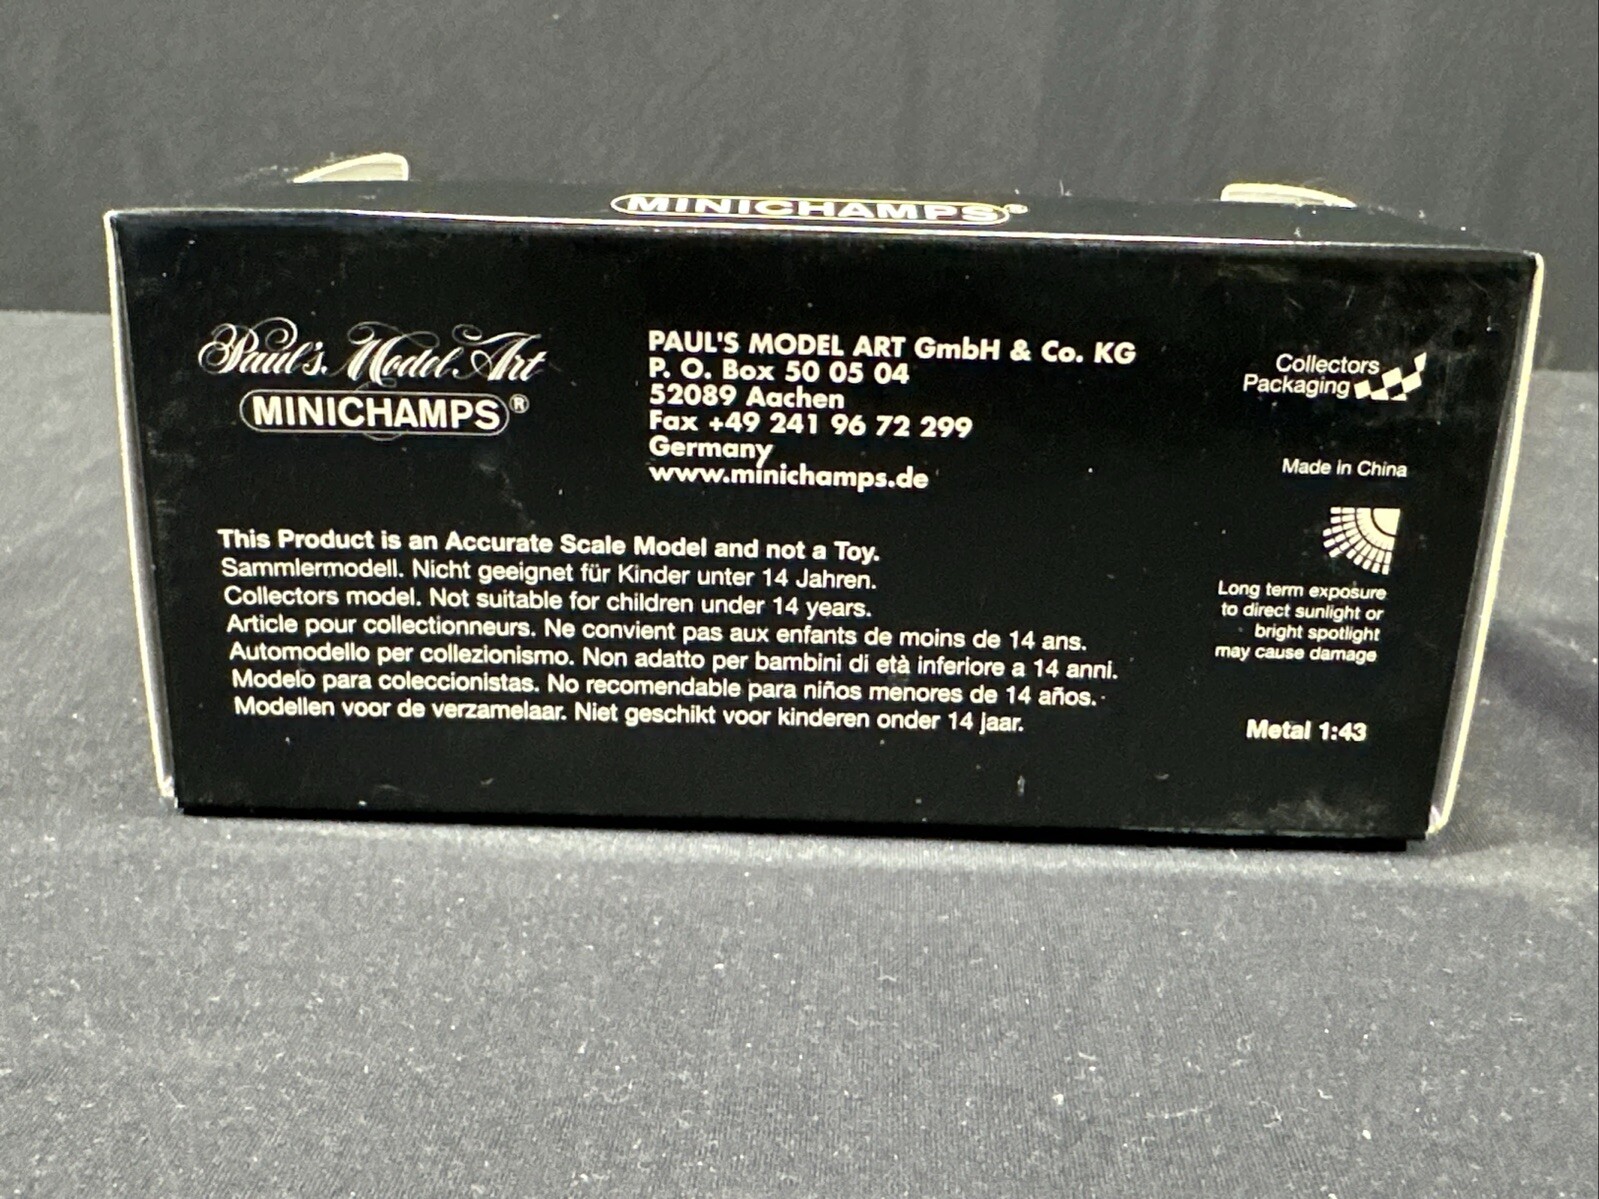 MINICHAMPS®
Paul's Model Art
MINICHAMPS®
PAUL'S MODEL ART GmbH & Co. KG
P. O. Box 50 05 04
52089 Aachen
Fax +49 241 96 72 299
Germany
www.minichamps.de
Collectors
Packaging
Made in China
Long term exposure
to direct sunlight or
bright spotlight
may cause damage
Metal 1:43
This Product is an Accurate Scale Model and not a Toy.
Sammlermodell. Nicht geeignet für Kinder unter 14 Jahren.
Collectors model. Not suitable for children under 14 years.
Article pour collectionneurs. Ne convient pas aux enfants de moins de 14 ans.
Automodello per collezionismo. Non adatto per bambini di età inferiore a 14 anni.
Modelo para coleccionistas. No recomendable para niños menores de 14 años.
Modellen voor de verzamelaar. Niet geschikt voor kinderen onder 14 jaar.